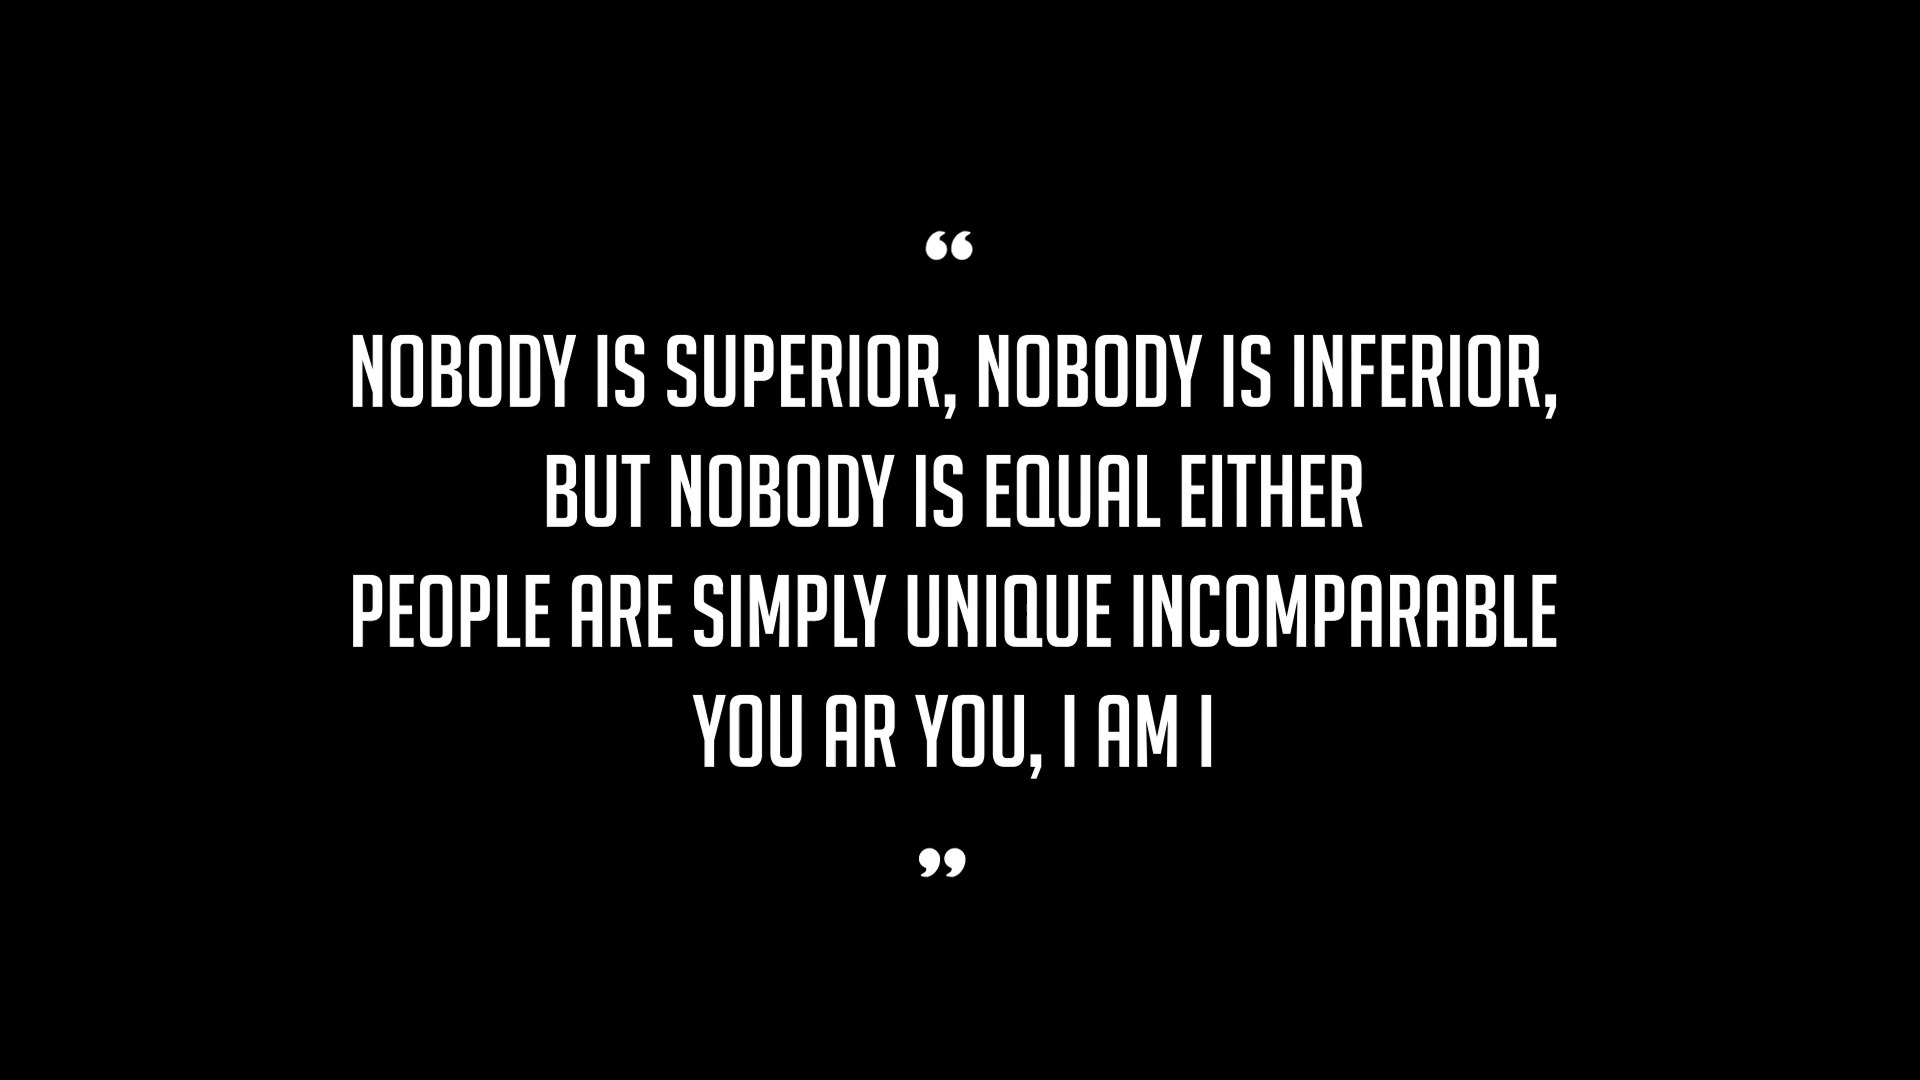 “
NOBODY IS SUPERIOR, NOBODY IS INFERIOR,
BUT NOBODY IS EQUAL EITHER
PEOPLE ARE SIMPLY UNIQUE INCOMPARABLE
YOU AR YOU, I AM I
”